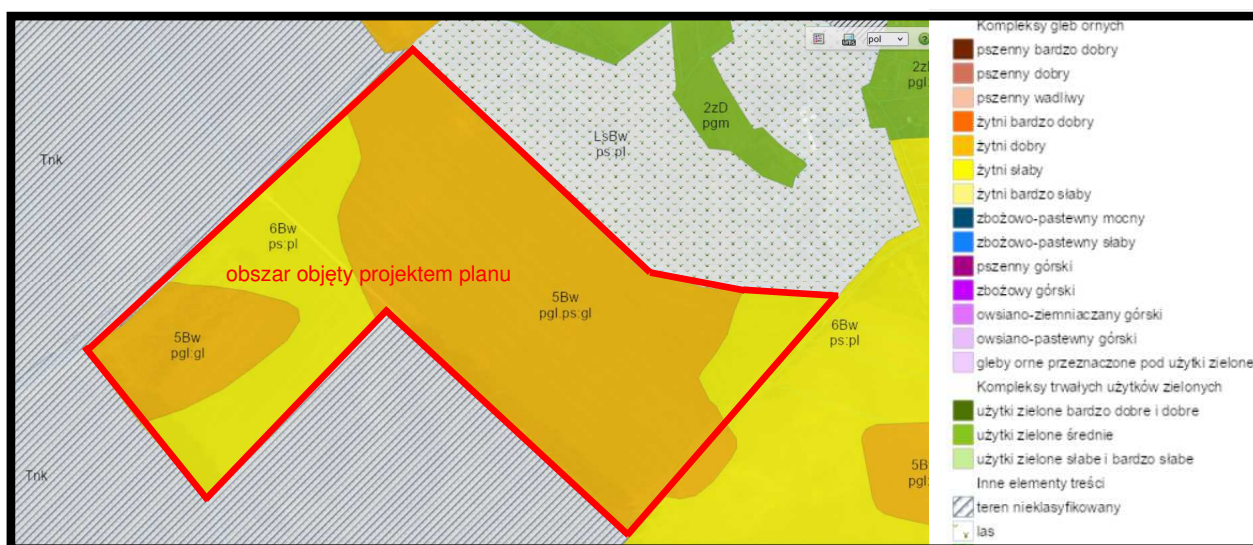 pol
Tnk
2zD
pgm
LsBw
ps:pl
6Bw
ps:pl
obszar objęty projektem planu
5Bw
pgl.ps:gl
6Bw
ps:pl
5Bw
pgl:gl
Tnk
Kompleksy gleb ornych
pszenny bardzo dobry
pszenny dobry
pszenny wadliwy
żytni bardzo dobry
żytni dobry
żytni słaby
żytni bardzo słaby
zbożowo-pastewny mocny
zbożowo-pastewny słaby
pszenny górski
zbożowy górski
owsiano-ziemniaczany górski
owsiano-pastewny górski
gleby orne przeznaczone pod użytki zielone
Kompleksy trwałych użytków zielonych
użytki zielone bardzo dobre i dobre
użytki zielone średnie
użytki zielone słabe i bardzo słabe
Inne elementy treści
teren nieklasyfikowany
las